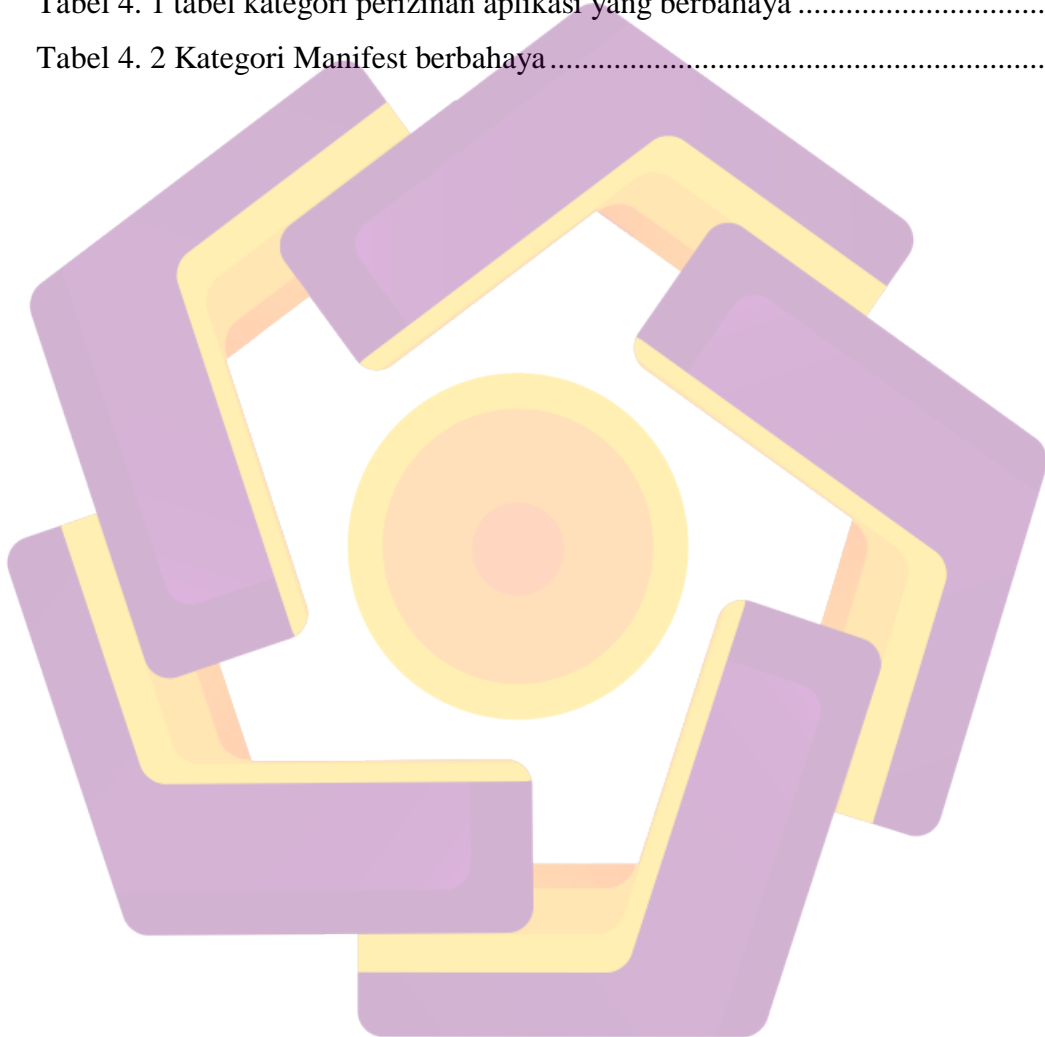 Tabel 4. 1 tabel kategori perizinan aplikasi yang berbahaya ...............................
Tabel 4. 2 Kategori Manifest berbahaya ...............................................................